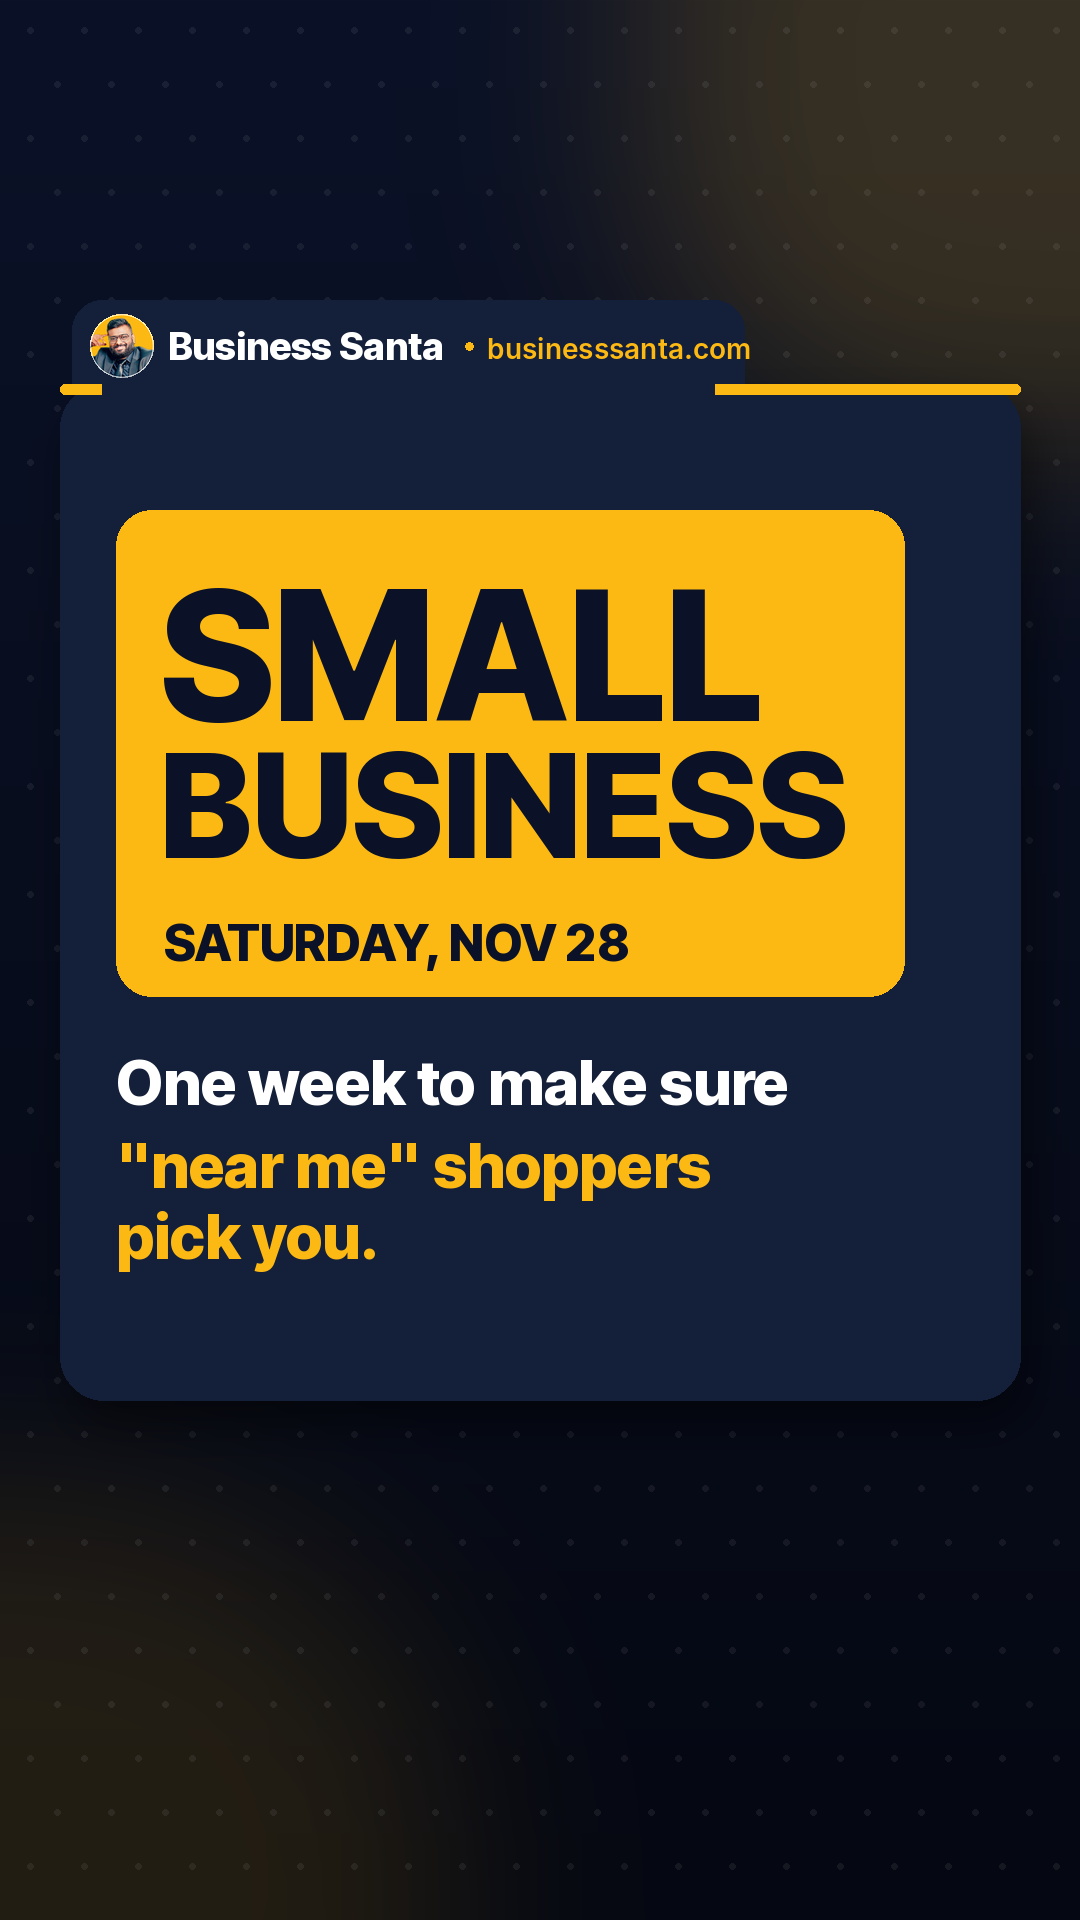 Business Santa • businesssanta.com
SMALL
BUSINESS
SATURDAY, NOV 28
One week to make sure
"near me" shoppers
pick you.